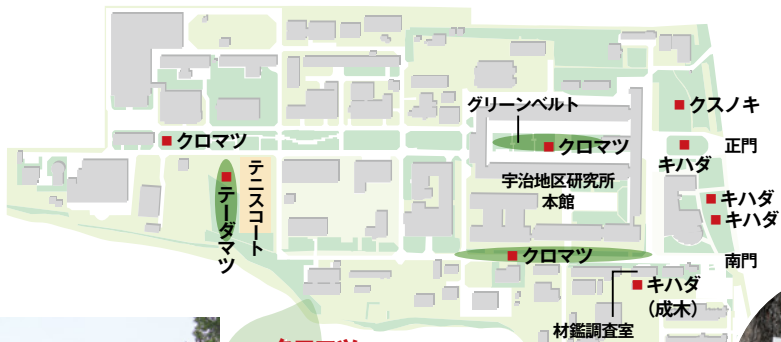 グリーンベルト
クスノキ
クロマツ
クロマツ
正門
キハダ
テーダマツ
テニスコート
宇治地区研究所
本館
キハダ
キハダ
クロマツ
南門
キハダ
（成木）
材鑑調査室